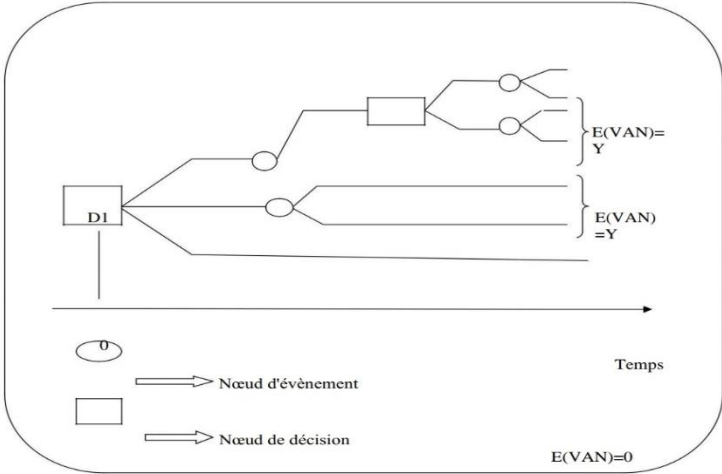 E(VAN)=
Y
D1
E(VAN)
=Y
0
Temps
Nœud d'évènement
Nœud de décision
E(VAN)=0